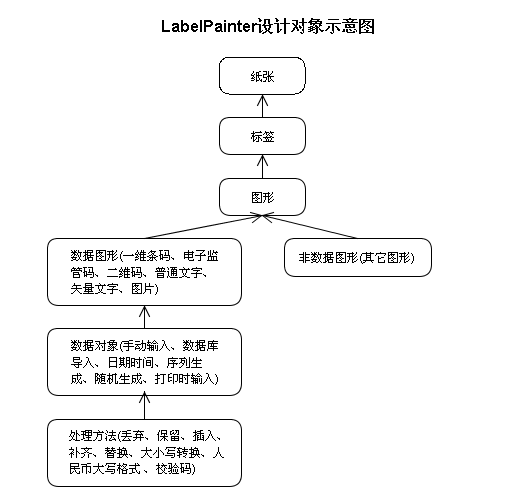 LabelPainter设计对象示意图
纸张
标签
图形
数据图形(一维条码、电子监
管码、二维码、普通文字、
矢量文字、图片)
非数据图形(其它图形)
数据对象(手动输入、数据库
导入、日期时间、序列生
成、随机生成、打印时输入)
处理方法(丢弃、保留、插入、
补齐、替换、大小写转换、人
民币大写格式 、校验码)